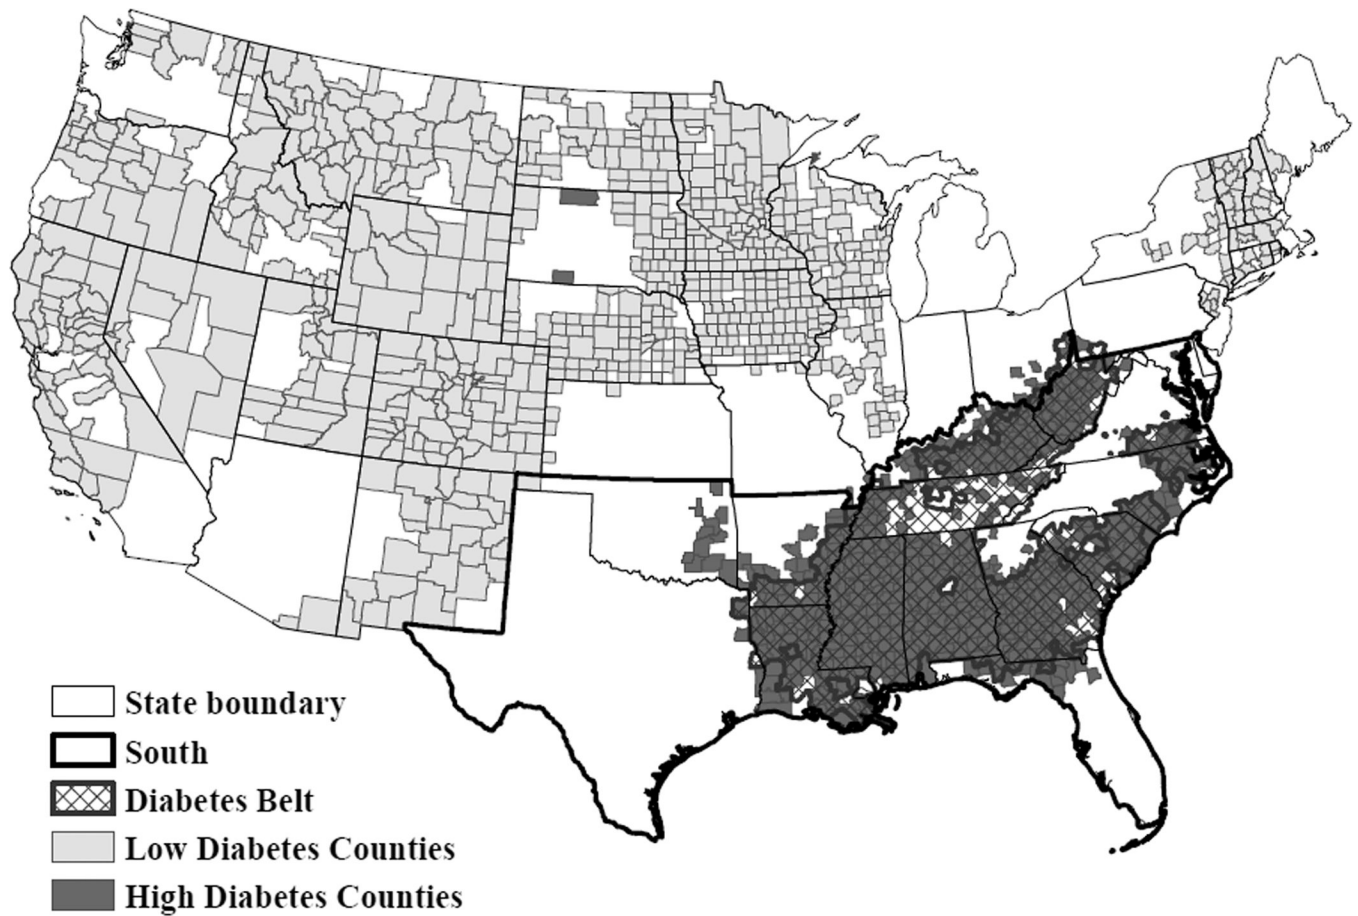 State boundary
South
Diabetes Belt
Low Diabetes Counties
High Diabetes Counties